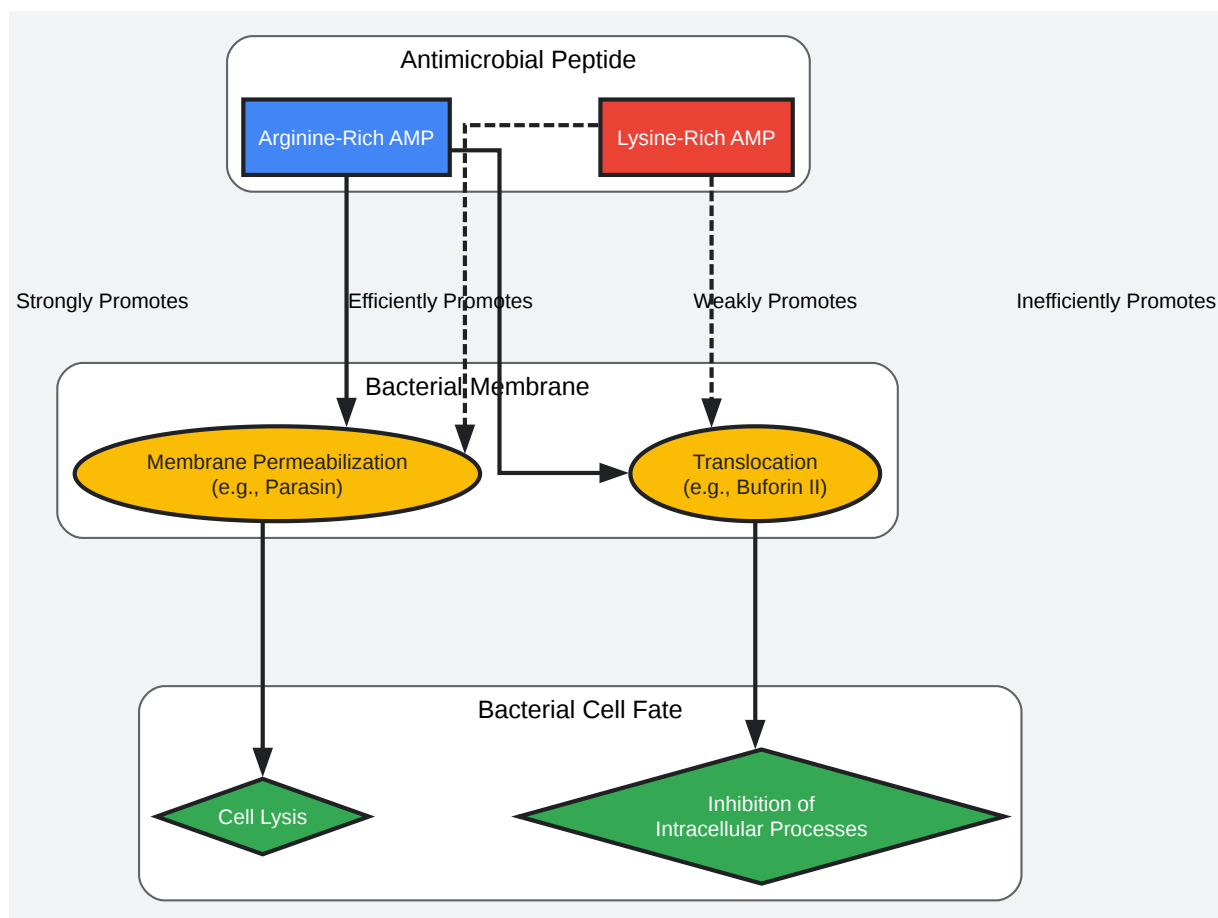 Antimicrobial Peptide
Arginine-Rich AMP
Lysine-Rich AMP
Strongly Promotes
Efficiently Promotes
Weakly Promotes
Inefficiently Promotes
Bacterial Membrane
Membrane Permeabilization
(e.g., Parasin)
Translocation
(e.g., Buforin II)
Bacterial Cell Fate
Cell Lysis
Inhibition of
Intracellular Processes